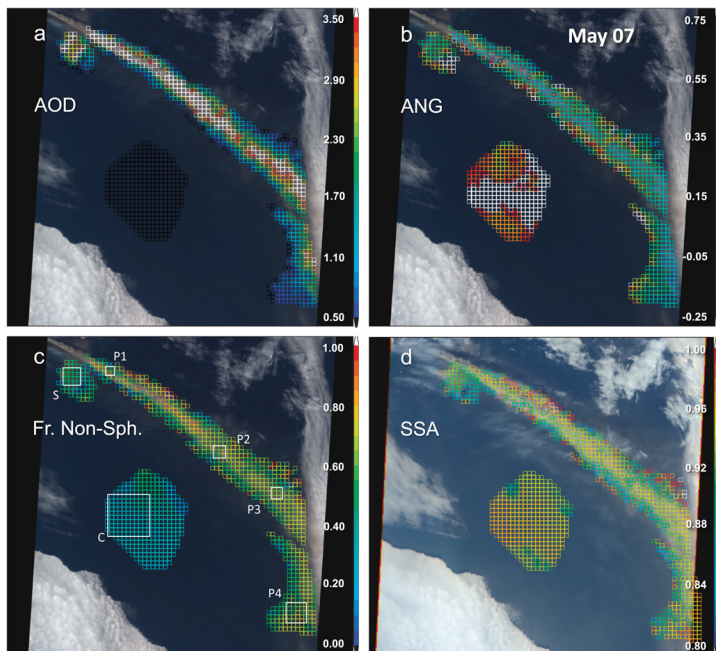 a
AOD
3.50
2.90
2.30
1.70
1.10
0.50
b
May 07
ANG
0.75
0.55
0.35
0.15
-0.05
-0.25
c
P1
S
Fr. Non-Sph.
P2
P3
C
P4
1.00
0.80
0.60
0.40
0.20
0.00
d
SSA
1.00
0.96
0.92
0.88
0.84
0.80